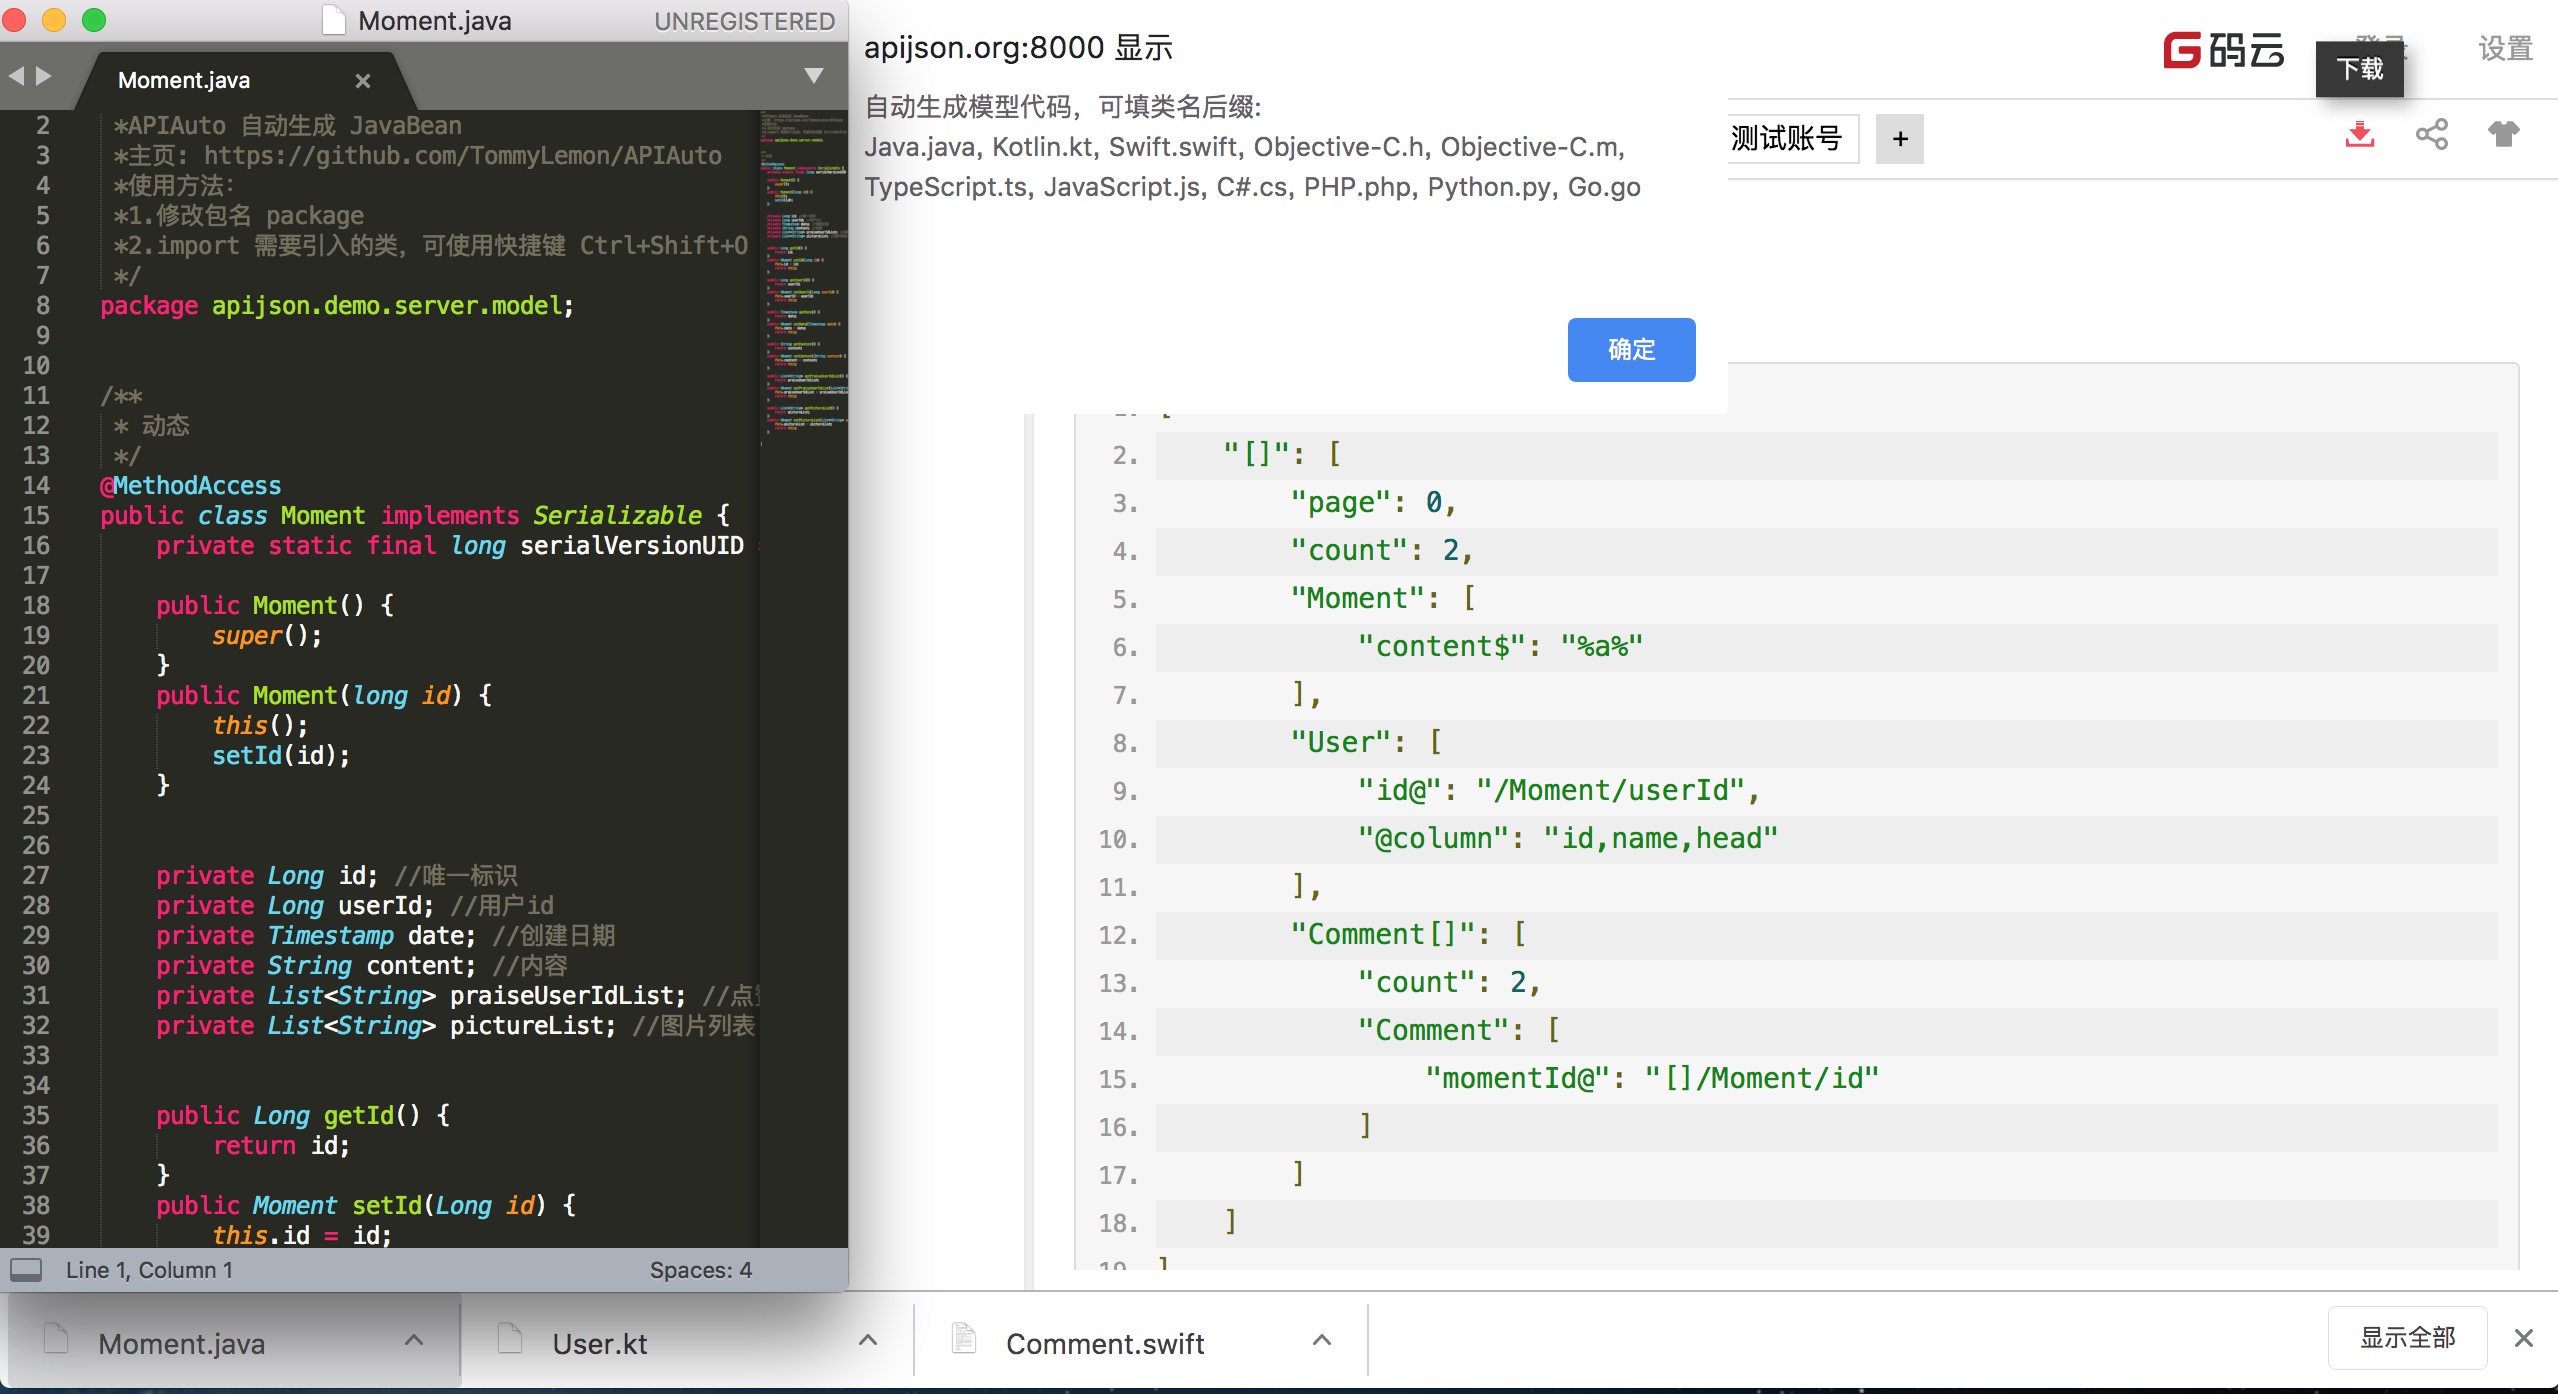 Moment.java
UNREGISTERED
Moment.java
2 *APIAuto 自动生成 JavaBean
3 *主页: https://github.com/TommyLemon/APIAuto
4 *使用方法:
5 *1.修改包名 package
6 *2.import 需要引入的类, 可使用快捷键 Ctrl+Shift+O
7 */
8 package apijson.demo.server.model;
9
10
11 /**
12 * 动态
13 */
14 @MethodAccess
15 public class Moment implements Serializable {
16 private static final long serialVersionUID
17
18 public Moment() {
19 super();
20 }
21 public Moment(long id) {
22 this();
23 setId(id);
24 }
25
26
27 private Long id; //唯一标识
28 private Long userId; //用户id
29 private Timestamp date; //创建日期
30 private String content; //内容
31 private List<String> praiseUserIdList; //点
32 private List<String> pictureList; //图片列表
33
34
35 public Long getId() {
36 return id;
37 }
38 public Moment setId(Long id) {
39 this.id = id;
Line 1, Column 1
Spaces: 4
apijson.org:8000 显示
自动生成模型代码，可填类名后缀:
Java.java, Kotlin.kt, Swift.swift, Objective-C.h, Objective-C.m,
TypeScript.ts, JavaScript.js, C#.cs, PHP.php, Python.py, Go.go
确定
码云
下载
设置
测试账号
+
2. "[]": [
3. "page": 0,
4. "count": 2,
5. "Moment": [
6. "content$": "%a%"
7. ],
8. "User": [
9. "id@": "/Moment/userId",
10. "@column": "id,name,head"
11. ],
12. "Comment[]": [
13. "count": 2,
14. "Comment": [
15. "momentId@": "[]/Moment/id"
16. ]
17. ]
18. ]
19. ]
Moment.java
User.kt
Comment.swift
显示全部